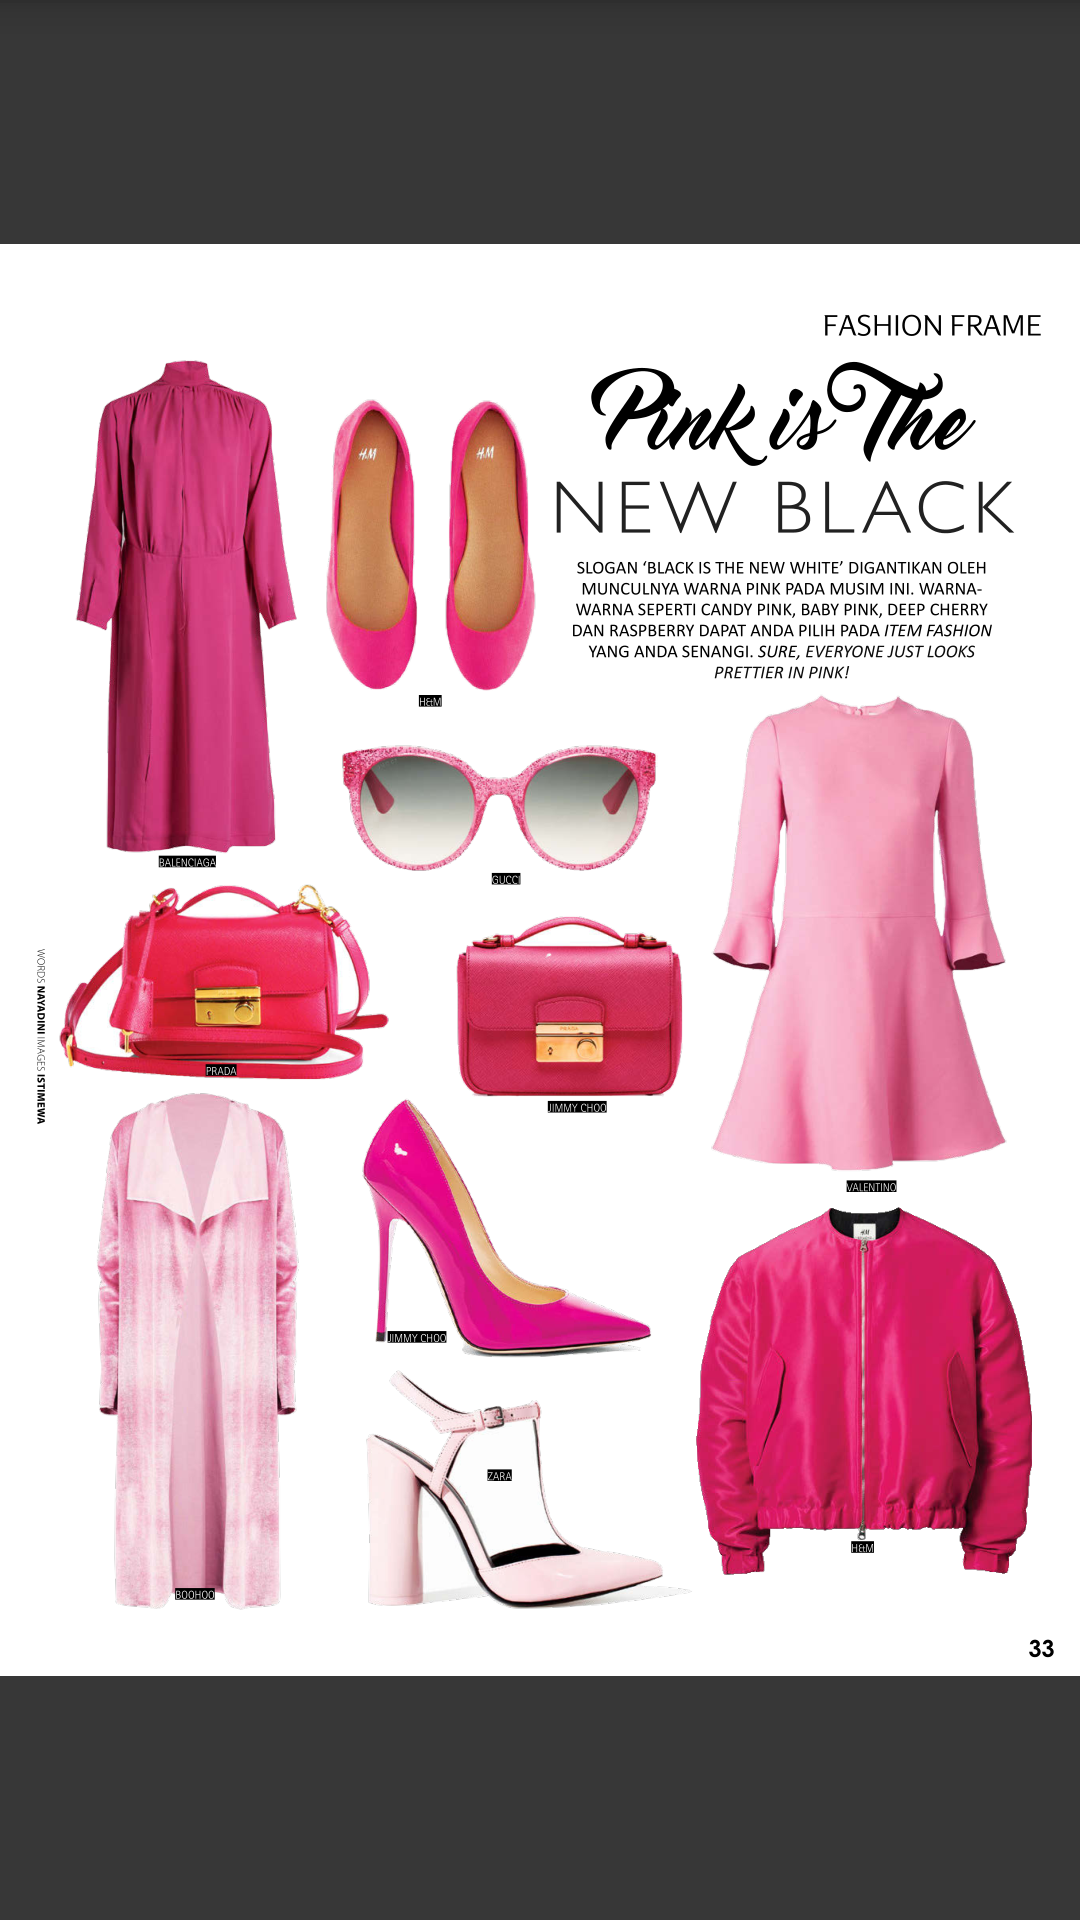 FASHION FRAME
Pink is The
NEW BLACK
SLOGAN ‘BLACK IS THE NEW WHITE’ DIGANTIKAN OLEH
MUNCULNYA WARNA PINK PADA MUSIM INI. WARNA-
WARNA SEPERTI CANDY PINK, BABY PINK, DEEP CHERRY
DAN RASPBERRY DAPAT ANDA PILIH PADA ITEM FASHION
YANG ANDA SENANGI. SURE, EVERYONE JUST LOOKS
PRETTIER IN PINK!
H&M
H&M
H&M
BALENCIAGA
GUCCI
PRADA
PRADA
JIMMY CHOO
VALENTINO
WORDS NAYADINI IMAGES ISTIMEWA
JIMMY CHOO
ZARA
H&M
H&M
BOOHOO
33